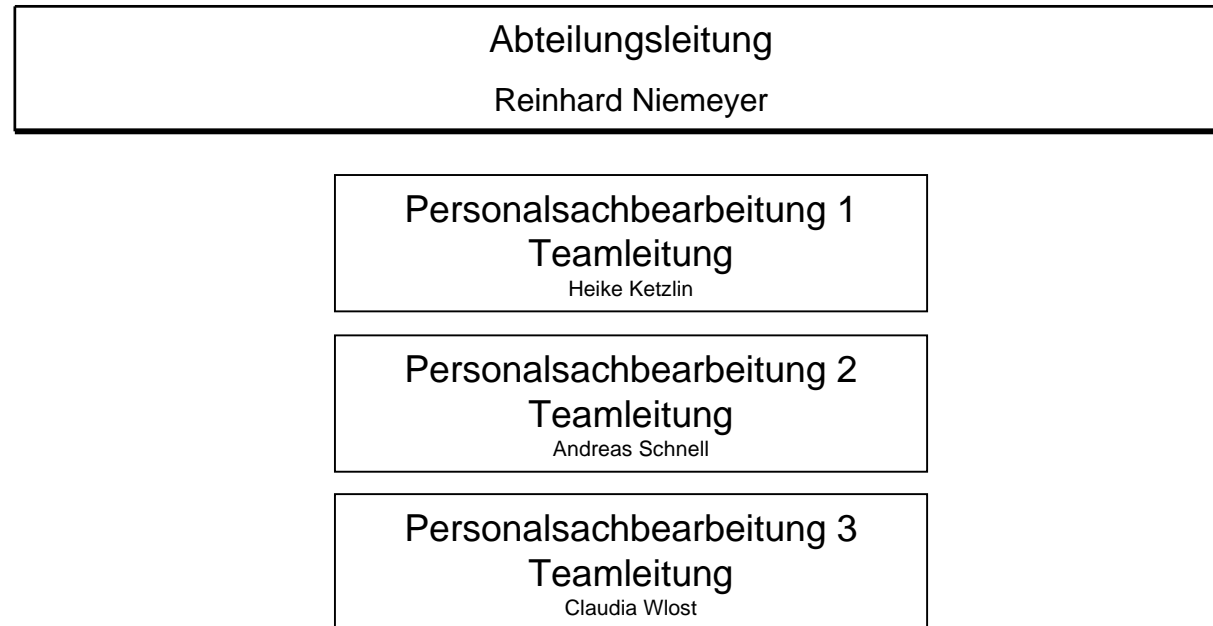 Abteilungsleitung
Reinhard Niemeyer
Personalsachbearbeitung 1
Teamleitung
Heike Ketzlin
Personalsachbearbeitung 2
Teamleitung
Andreas Schnell
Personalsachbearbeitung 3
Teamleitung
Claudia Wlost